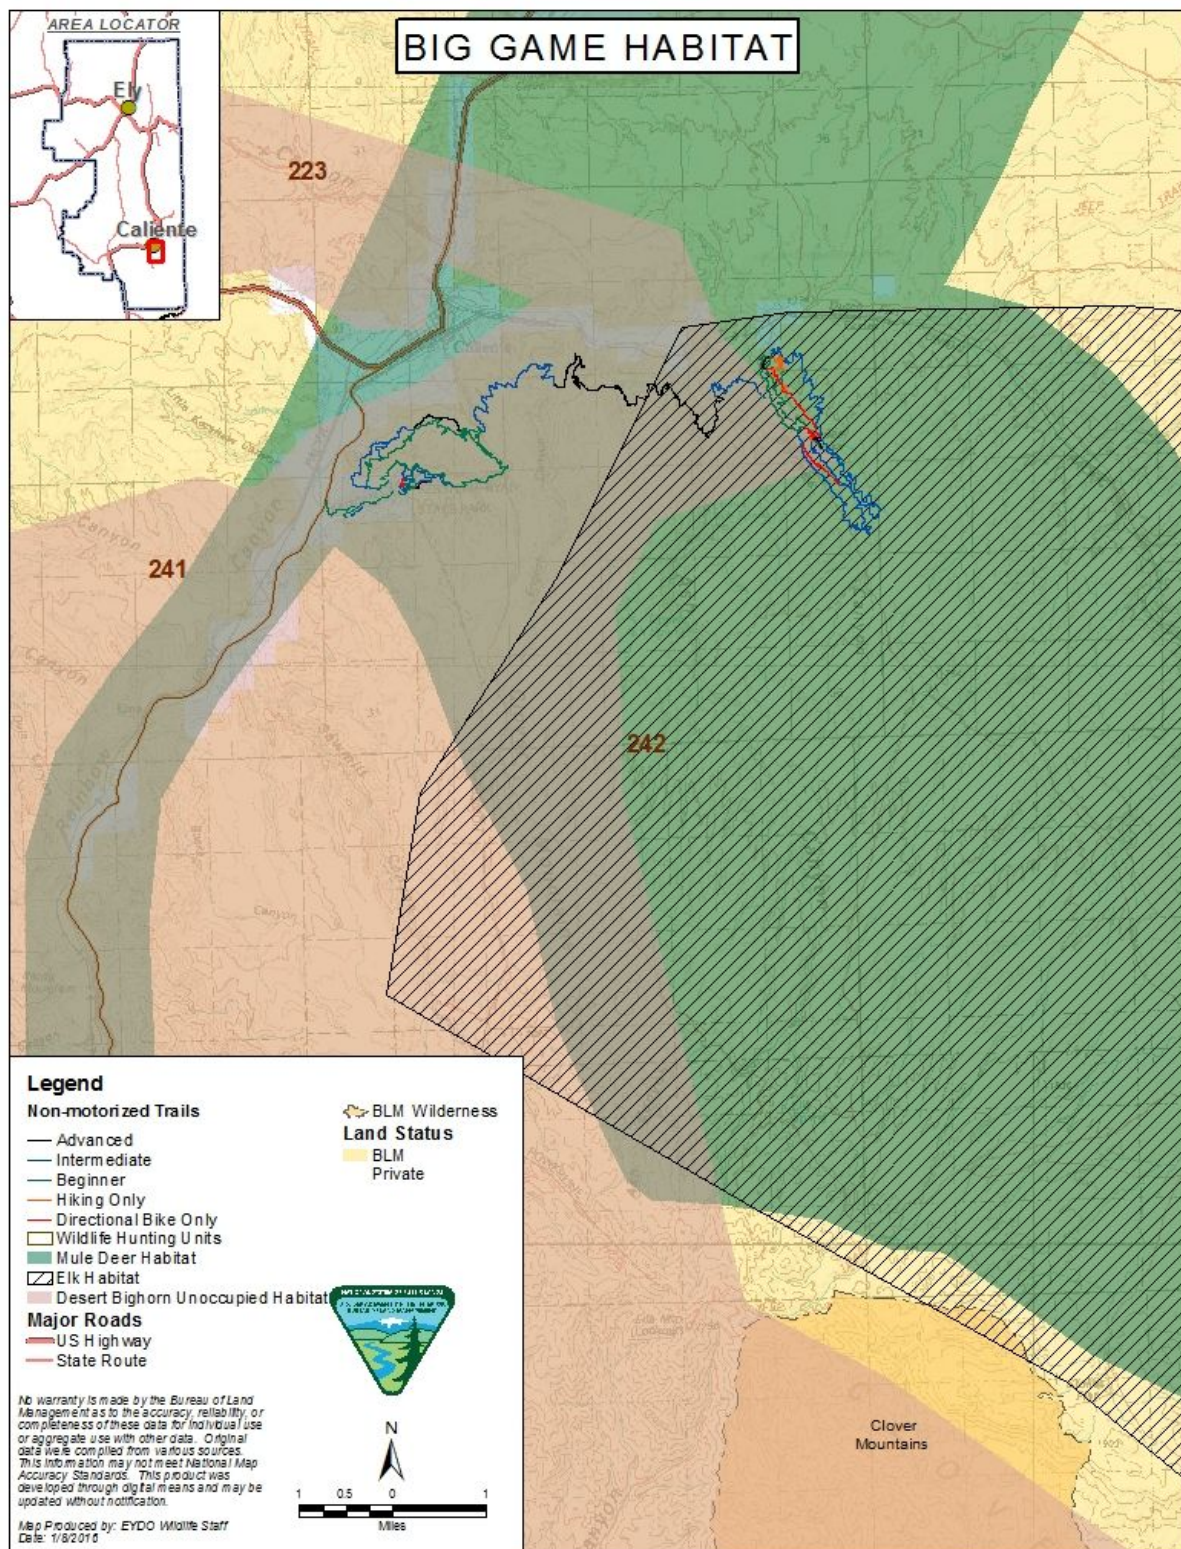 AREA LOCATOR
Ely
Caliente
BIG GAME HABITAT
223
241
242
Canyon
Canyon
Canyon
Rainbow
Canyon
Clover
Mountains
Legend
Non-motorized Trails
Advanced
Intermediate
Beginner
Hiking Only
Directional Bike Only
Wildlife Hunting Units
Mule Deer Habitat
Elk Habitat
Desert Bighorn Unoccupied Habitat
Major Roads
US Highway
State Route
BLM Wilderness
Land Status
BLM
Private
No warranty is made by the Bureau of Land
Management as to the accuracy, reliability, or
completeness of these data for individual use
or aggregate use with other data. Original
data were compiled from various sources.
This information may not meet National Map
Accuracy Standards. This product was
developed through digital means and may be
updated without notification.
Map Produced by: EYDO Wildlife Staff
Date: 1/8/2016
N
1 0.5 0 1
Miles